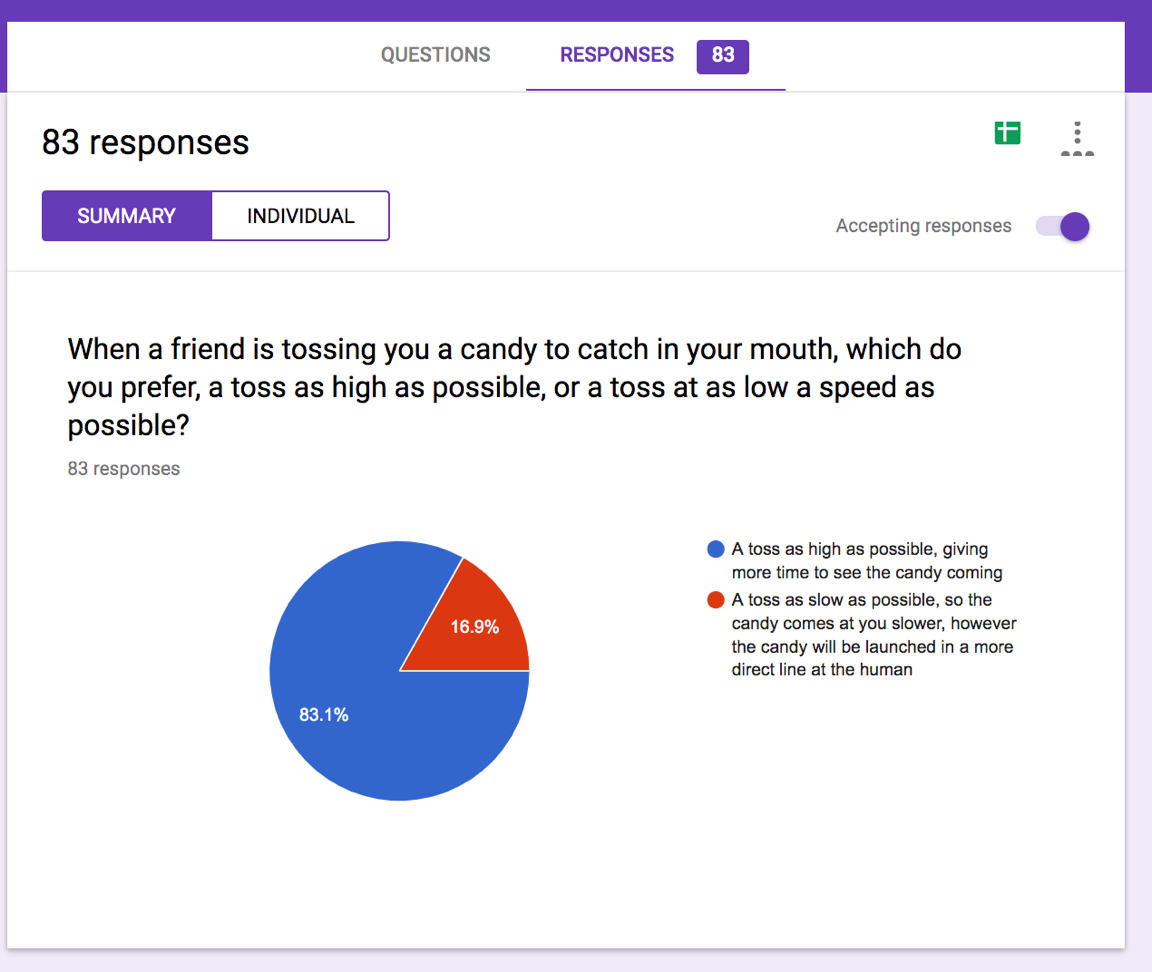 QUESTIONS RESPONSES 83
83 responses
SUMMARY INDIVIDUAL
Accepting responses
When a friend is tossing you a candy to catch in your mouth, which do
you prefer, a toss as high as possible, or a toss at as low a speed as
possible?
83 responses
A toss as high as possible, giving
more time to see the candy coming
A toss as slow as possible, so the
candy comes at you slower, however
the candy will be launched in a more
direct line at the human
16.9%
83.1%